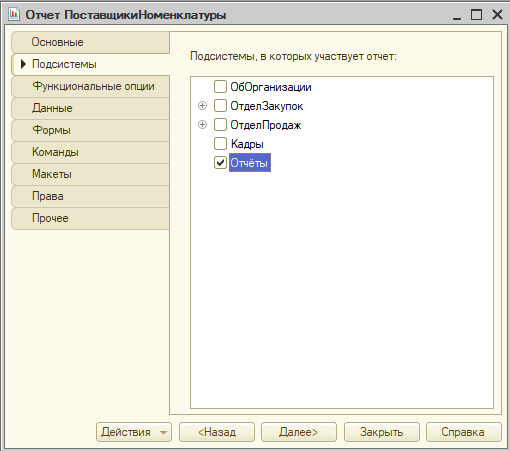 Отчет ПоставщикиНоменклатуры
Основные
Подсистемы
Функциональные опции
Данные
Формы
Команды
Макеты
Права
Прочее
Подсистемы, в которых участвует отчет:
ОбОрганизации
ОтделЗакупок
ОтделПродаж
Кадры
Отчёты
Действия
<Назад
Далее>
Закрыть
Справка